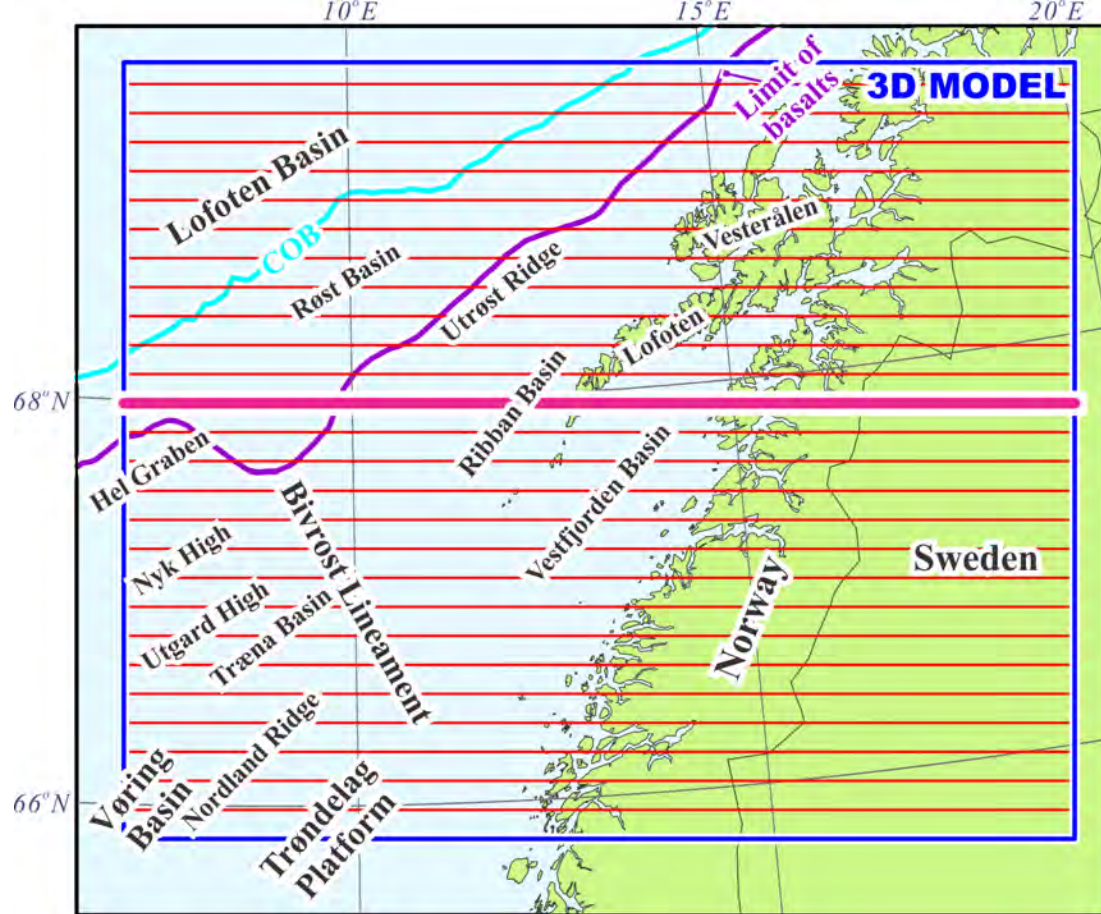 10°E
15°E
20°E
3D MODEL
Limit of
basalts
Lofoten Basin
COB
Vesterålen
Røst Basin
Utrøst Ridge
Lofoten
Ribban Basin
68°N
Hel Graben
Vestfjorden Basin
Bivrost Lineament
Nyk High
Sweden
Utgard High
Træna Basin
Norway
Nordland Ridge
Vøring
Basin
Trøndelag
Platform
66°N